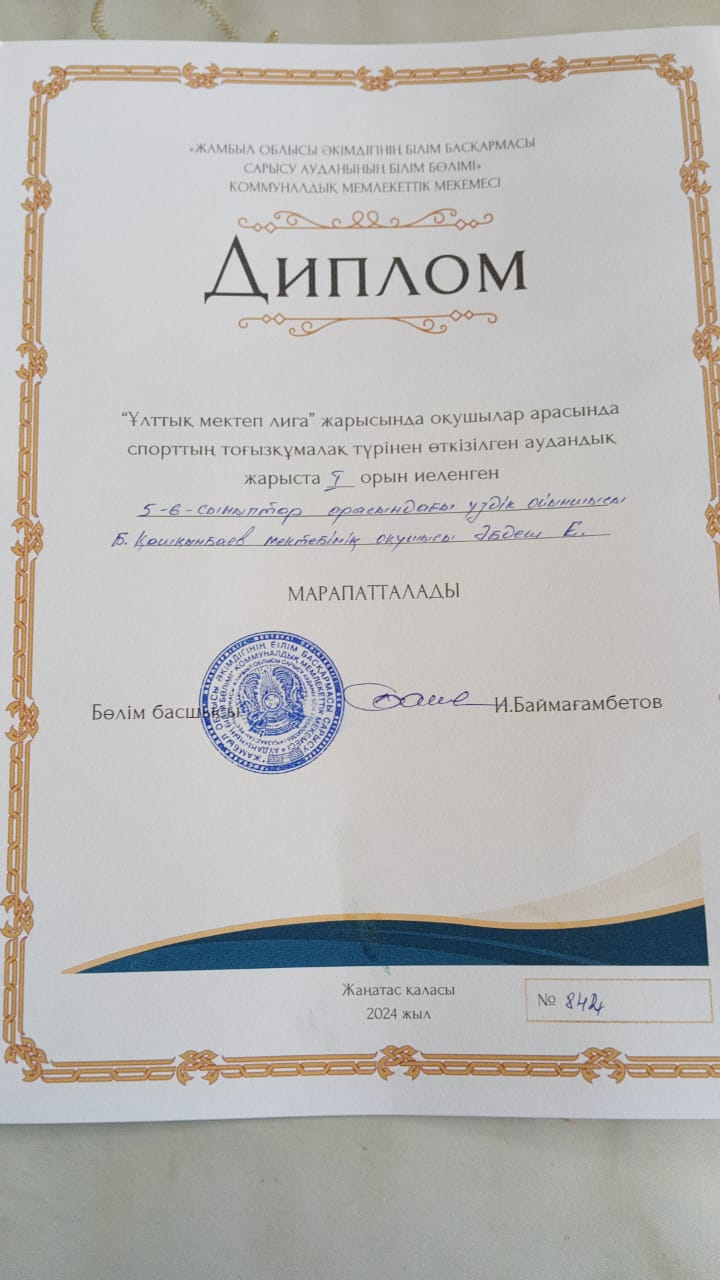 «ЖАМБЫЛ ОБЛЫСЫ ӘКІМДІГІНІҢ БІЛІМ БАСҚАРМАСЫ
САРЫСУ АУДАНЫНЫҢ БІЛІМ БӨЛІМІ»
КОММУНАЛДЫҚ МЕМЛЕКЕТТІК МЕКЕМЕСІ
Диплом
“Ұлттық мектеп лига” жарысында оқушылар арасында
спорттың тоғызқұмалақ түрінен өткізілген аудандық
жарыста I орын иеленген
5-6-сыныптар арасындағы үздік ойыншысы
Б. Қошқынбаев мектебінің оқушысы Әбдеш Е.
МАРАПАТТАЛАДЫ
Бөлім басшысы И.Баймағамбетов
Жаңатас қаласы
2024 жыл
№ 842